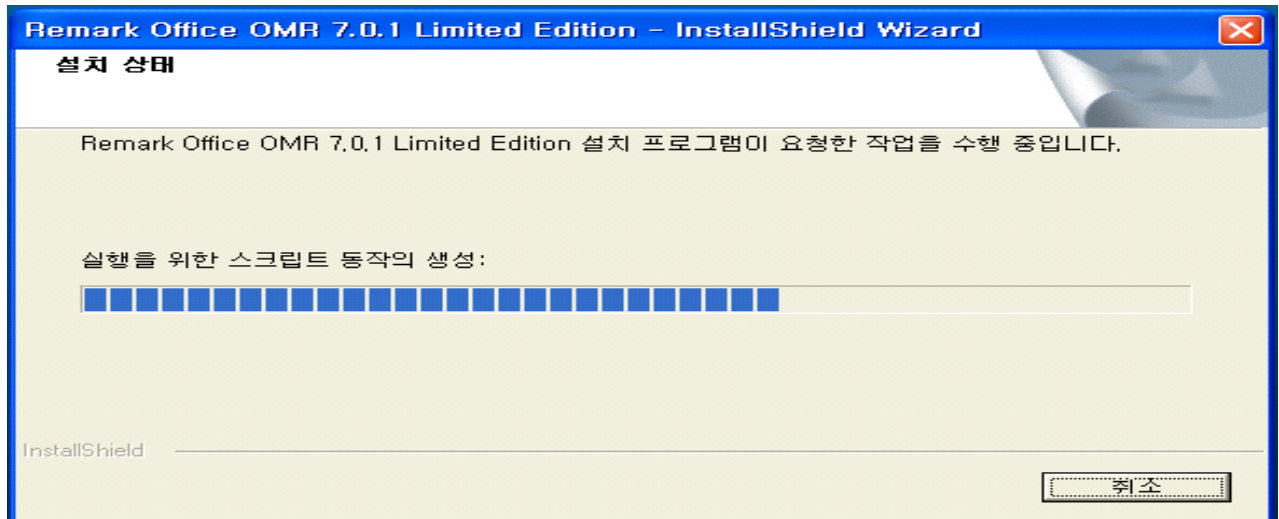 Remark Office OMR 7.0.1 Limited Edition - InstallShield Wizard
설치 상태
Remark Office OMR 7.0.1 Limited Edition 설치 프로그램이 요청한 작업을 수행 중입니다.
실행을 위한 스크립트 동작의 생성:
InstallShield
취소